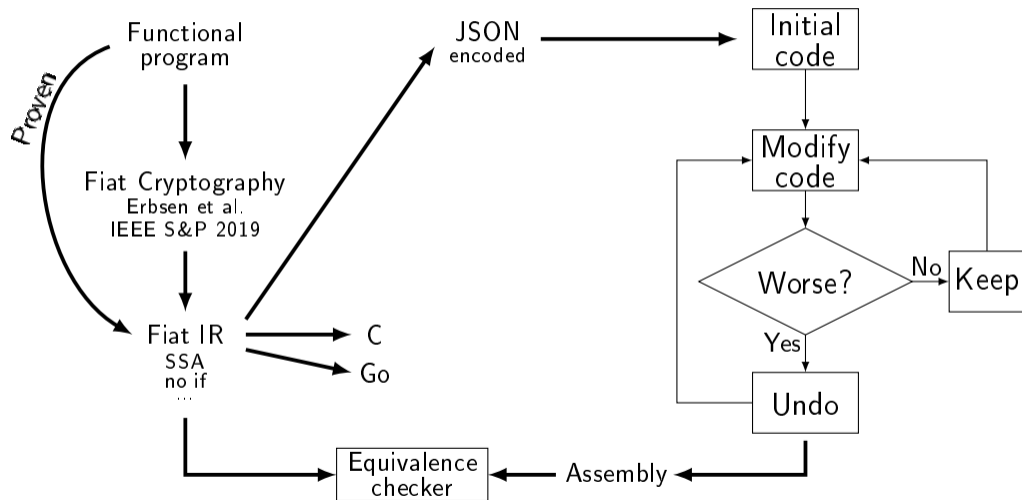 Functional
program
Proven
Fiat Cryptography
Erbsen et al.
IEEE S&P 2019
Fiat IR
SSA
no if
...
JSON
encoded
C
Go
Initial
code
Modify
code
Worse?
No
Keep
Yes
Undo
Equivalence
checker
Assembly